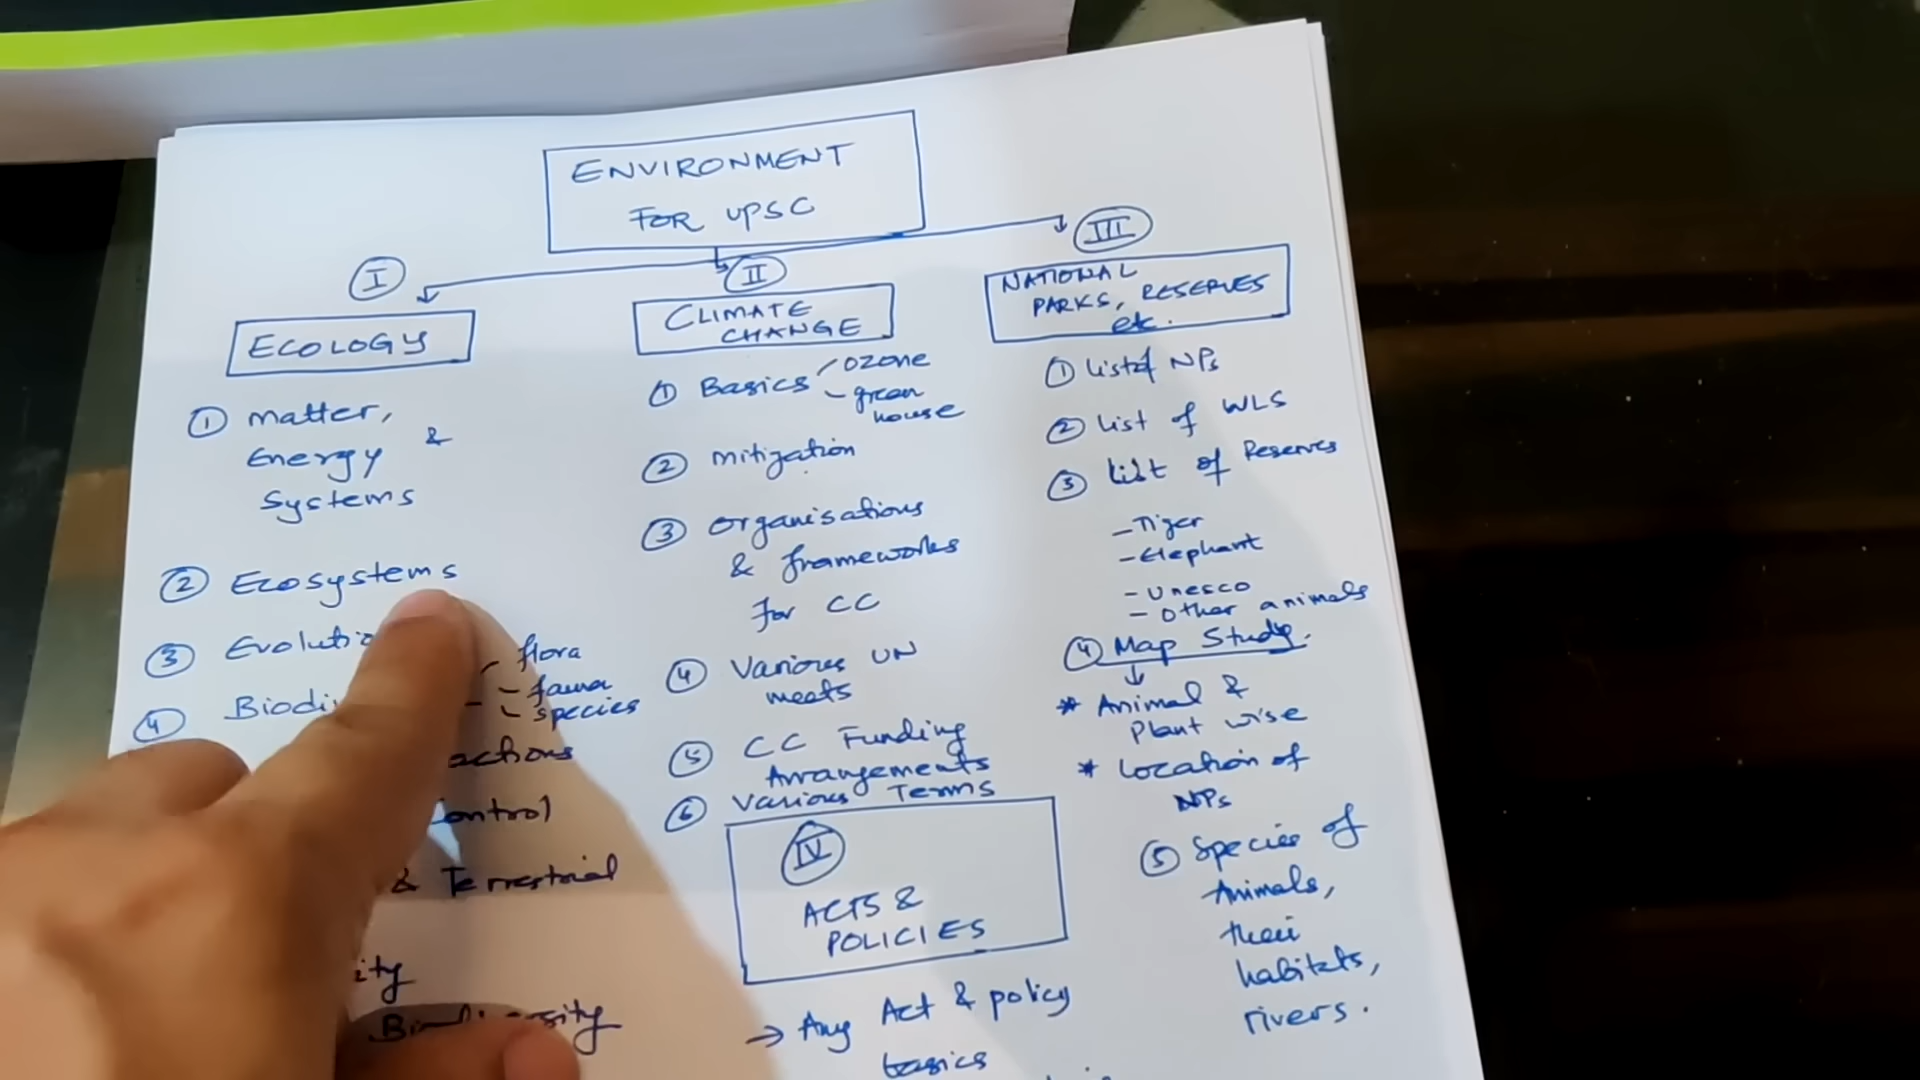 ENVIRONMENT
FOR UPSC
I
ECOLOGY
① Matter,
Energy &
Systems
② Ecosystems
③
④
flora
fauna
species
& Terrestrial
Biodiversity
II
CLIMATE
CHANGE
① Basics
ozone
green
house
② Mitigation
③ Organisations
& frameworks
for CC
④ Various UN
meets
⑤ CC Funding
Arrangements
⑥ Various Terms
IV
ACTS &
POLICIES
→ Any Act & policy
basics
III
NATIONAL
PARKS, RESERVES
etc.
① list of NPs
② list of WLS
③ list of Reserves
- Tiger
- Elephant
- Unesco
- Other animals
④ Map Study.
* Animal &
Plant wise
* Location of
NPs
⑤ Species of
Animals,
their
habitats,
rivers.